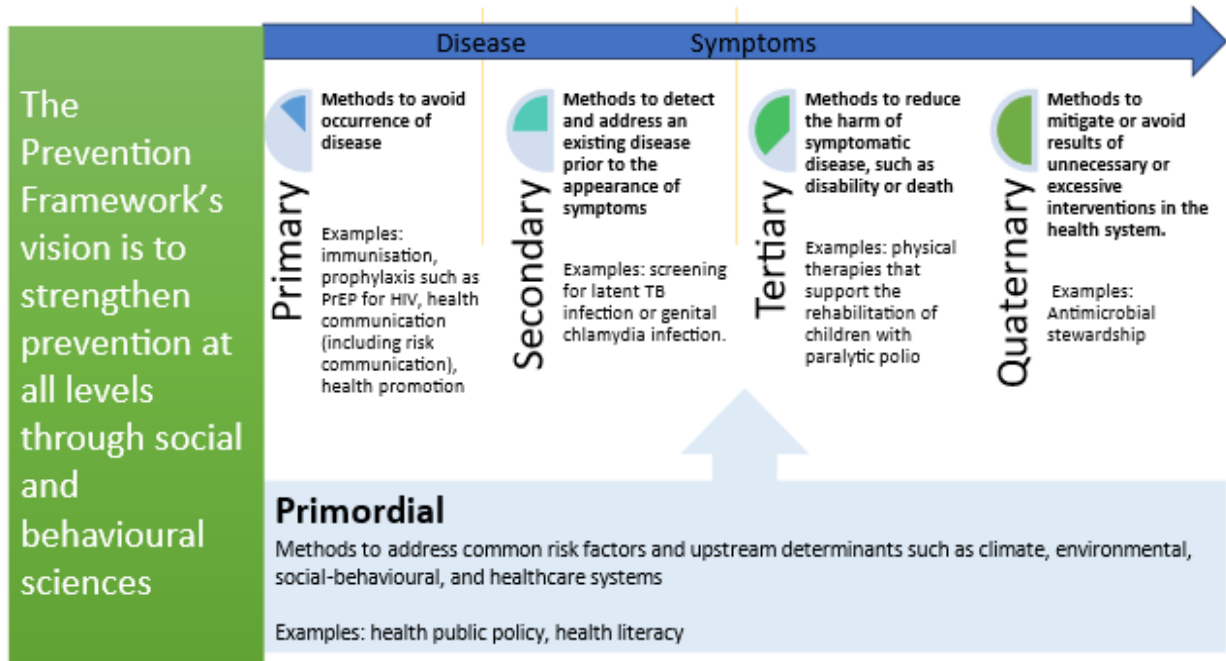 The
Prevention
Framework's
vision is to
strengthen
prevention at
all levels
through social
and
behavioural
sciences
Disease
Symptoms
Primary
Methods to avoid
occurrence of
disease
Examples:
immunisation,
prophylaxis such as
PrEP for HIV, health
communication
(including risk
communication),
health promotion
Secondary
Methods to detect
and address an
existing disease
prior to the
appearance of
symptoms
Examples: screening
for latent TB
infection or genital
chlamydia infection.
Tertiary
Methods to reduce
the harm of
symptomatic
disease, such as
disability or death
Examples: physical
therapies that
support the
rehabilitation of
children with
paralytic polio
Quaternary
Methods to
mitigate or avoid
results of
unnecessary or
excessive
interventions in the
health system.
Examples:
Antimicrobial
stewardship
Primordial
Methods to address common risk factors and upstream determinants such as climate, environmental,
social-behavioural, and healthcare systems
Examples: health public policy, health literacy